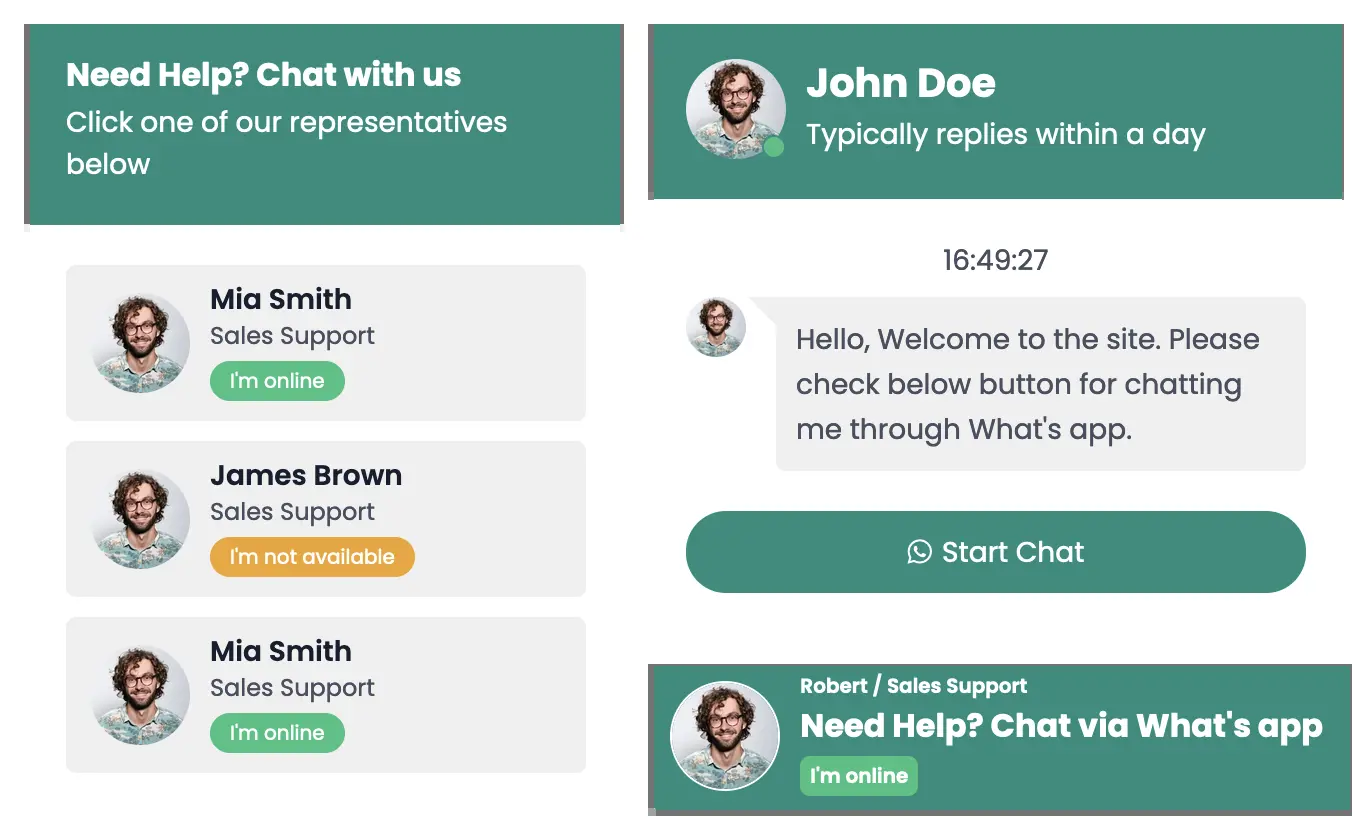 Need Help? Chat with us
Click one of our representatives
below
Mia Smith
Sales Support
I'm online
James Brown
Sales Support
I'm not available
Mia Smith
Sales Support
I'm online
John Doe
Typically replies within a day
16:49:27
Hello, Welcome to the site. Please
check below button for chatting
me through What's app.
Start Chat
Robert / Sales Support
Need Help? Chat via What's app
I'm online